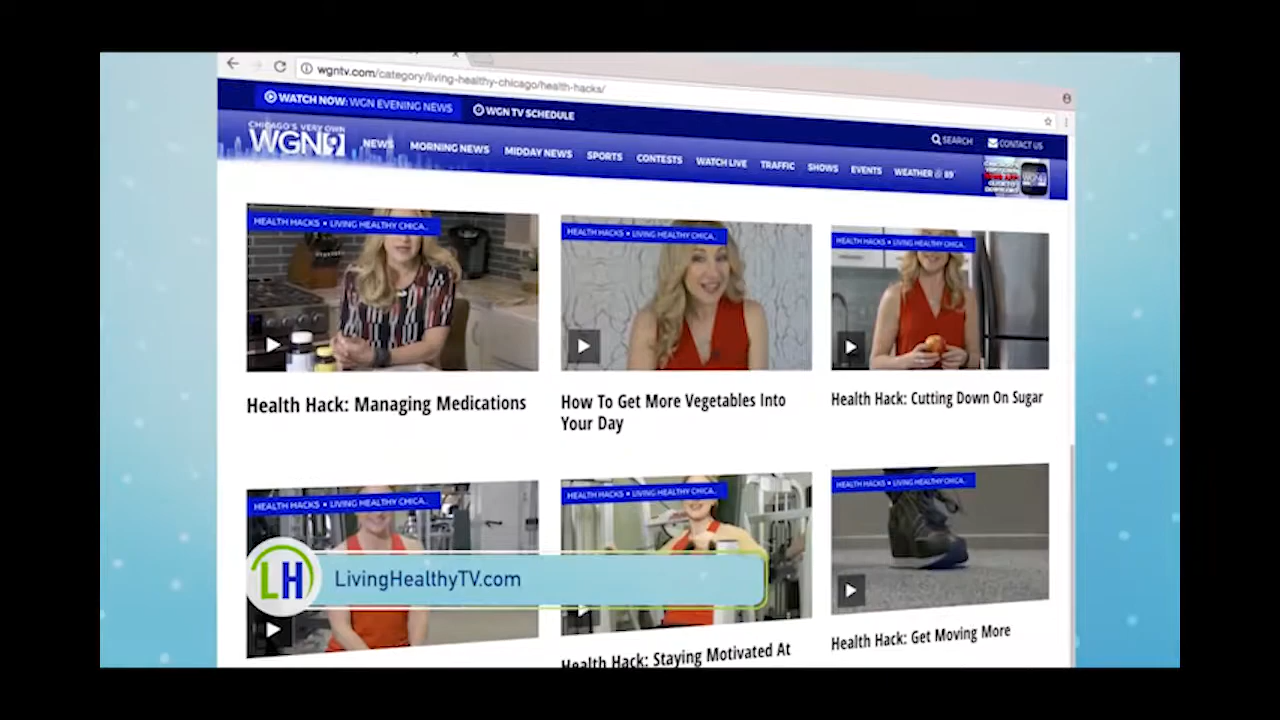 wgntv.com/category/living-healthy-chicago/health-hacks/
WATCH NOW: WGN EVENING NEWS
WGN TV SCHEDULE
SEARCH
CONTACT US
CHICAGO'S VERY OWN
WGN9
NEWS
MORNING NEWS
MIDDAY NEWS
SPORTS
CONTESTS
WATCH LIVE
TRAFFIC
SHOWS
EVENTS
WEATHER
89°
WGN
HEALTH HACKS • LIVING HEALTHY CHICA..
HEALTH HACKS • LIVING HEALTHY CHICA..
HEALTH HACKS • LIVING HEALTHY CHICA..
Health Hack: Managing Medications
How To Get More Vegetables Into
Your Day
Health Hack: Cutting Down On Sugar
HEALTH HACKS • LIVING HEALTHY CHICA..
HEALTH HACKS • LIVING HEALTHY CHICA..
HEALTH HACKS • LIVING HEALTHY CHICA..
LH
LivingHealthyTV.com
Health Hack: Staying Motivated At
Health Hack: Get Moving More